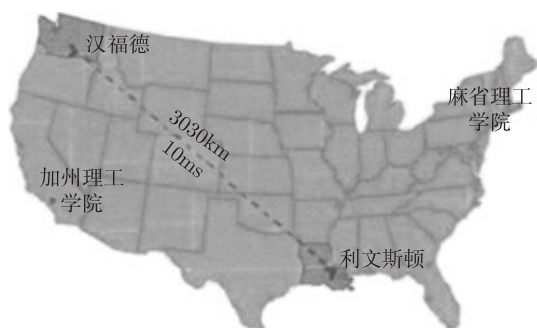 汉福德
麻省理工
学院
3030km
10ms
加州理工
学院
利文斯顿